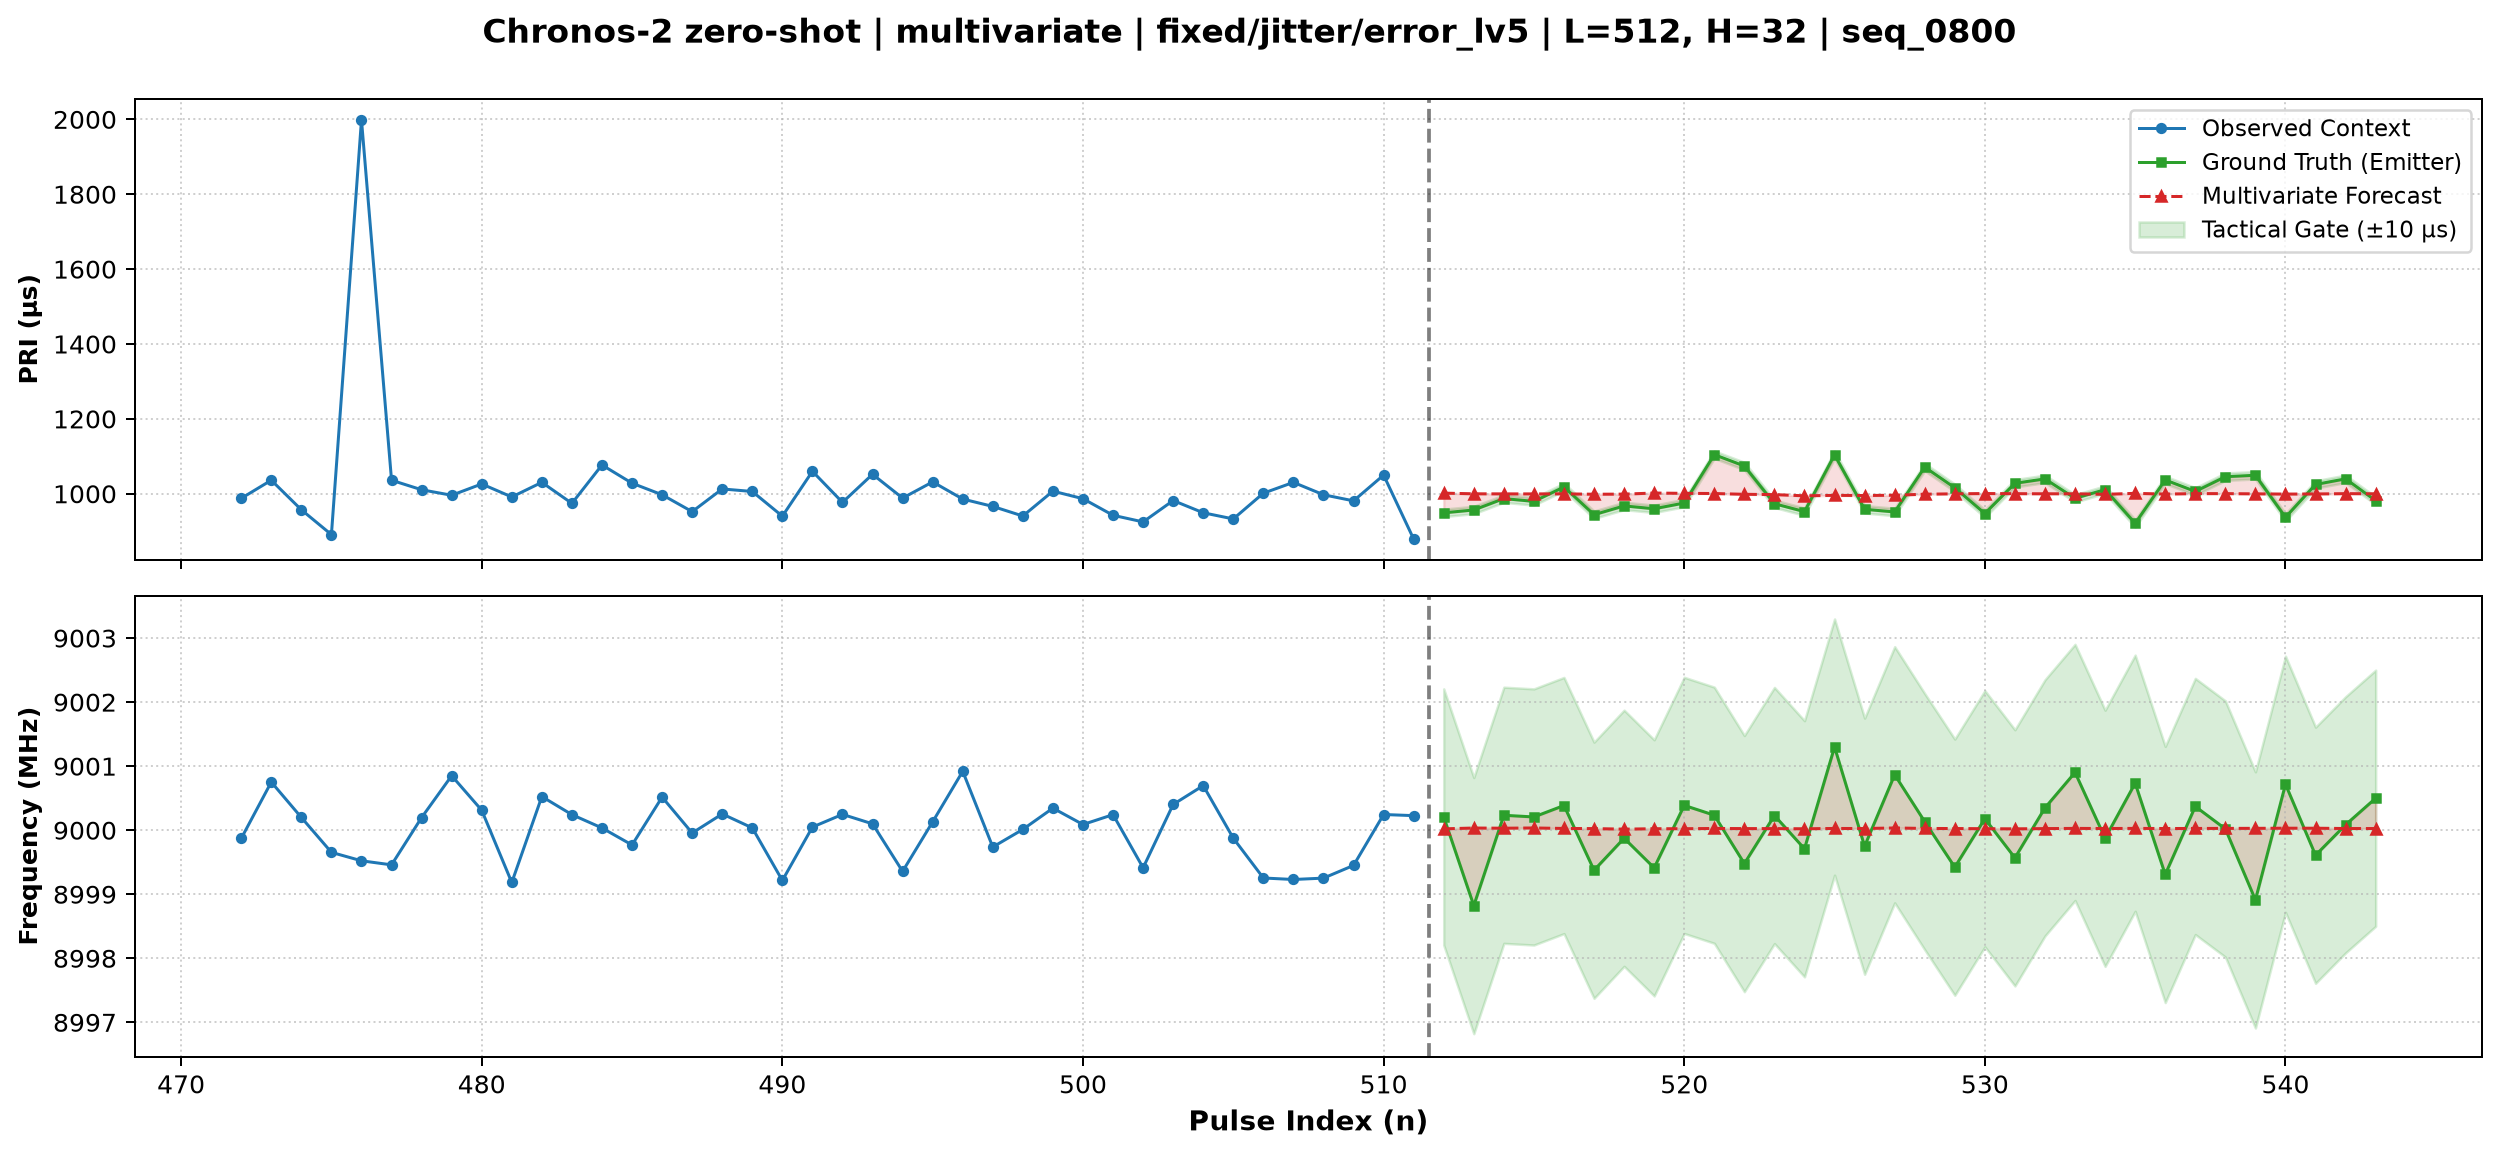 Chronos-2 zero-shot | multivariate | fixed/jitter/error_lv5 | L=512, H=32 | seq_0800
2000
1800
1600
1400
1200
1000
PRI (µs)
Observed Context
Ground Truth (Emitter)
Multivariate Forecast
Tactical Gate (±10 µs)
9003
9002
9001
9000
8999
8998
8997
Frequency (MHz)
470 480 490 500 510 520 530 540
Pulse Index (n)